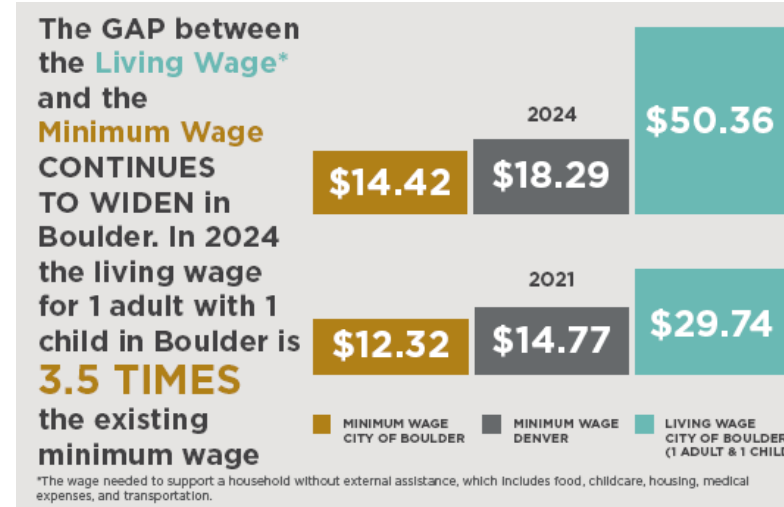 The GAP between
the Living Wage*
and the
Minimum Wage
CONTINUES
TO WIDEN in
Boulder. In 2024
the living wage
for 1 adult with 1
child in Boulder is
3.5 TIMES
the existing
minimum wage
2024
$14.42
$18.29
$50.36
2021
$12.32
$14.77
$29.74
MINIMUM WAGE
CITY OF BOULDER
MINIMUM WAGE
DENVER
LIVING WAGE
CITY OF BOULDER
(1 ADULT & 1 CHILD
*The wage needed to support a household without external assistance, which includes food, childcare, housing, medical
expenses, and transportation.